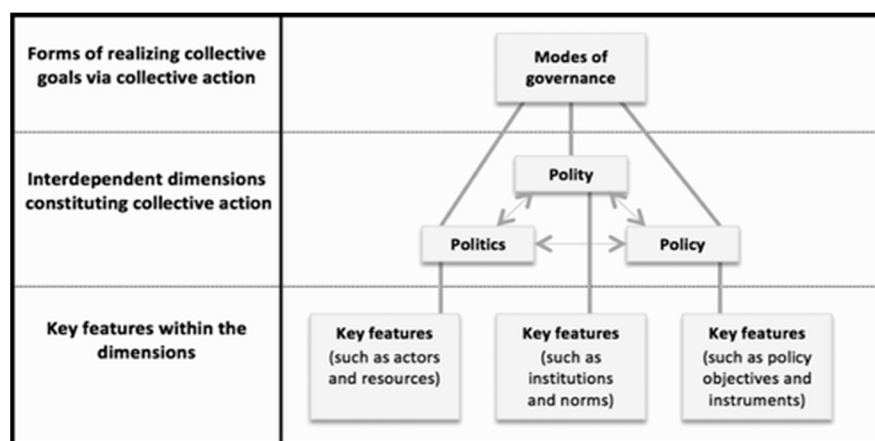 Forms of realizing collective
goals via collective action
Modes of
governance
Interdependent dimensions
constituting collective action
Polity
Politics
Policy
Key features within the
dimensions
Key features
(such as actors
and resources)
Key features
(such as
institutions
and norms)
Key features
(such as policy
objectives and
instruments)